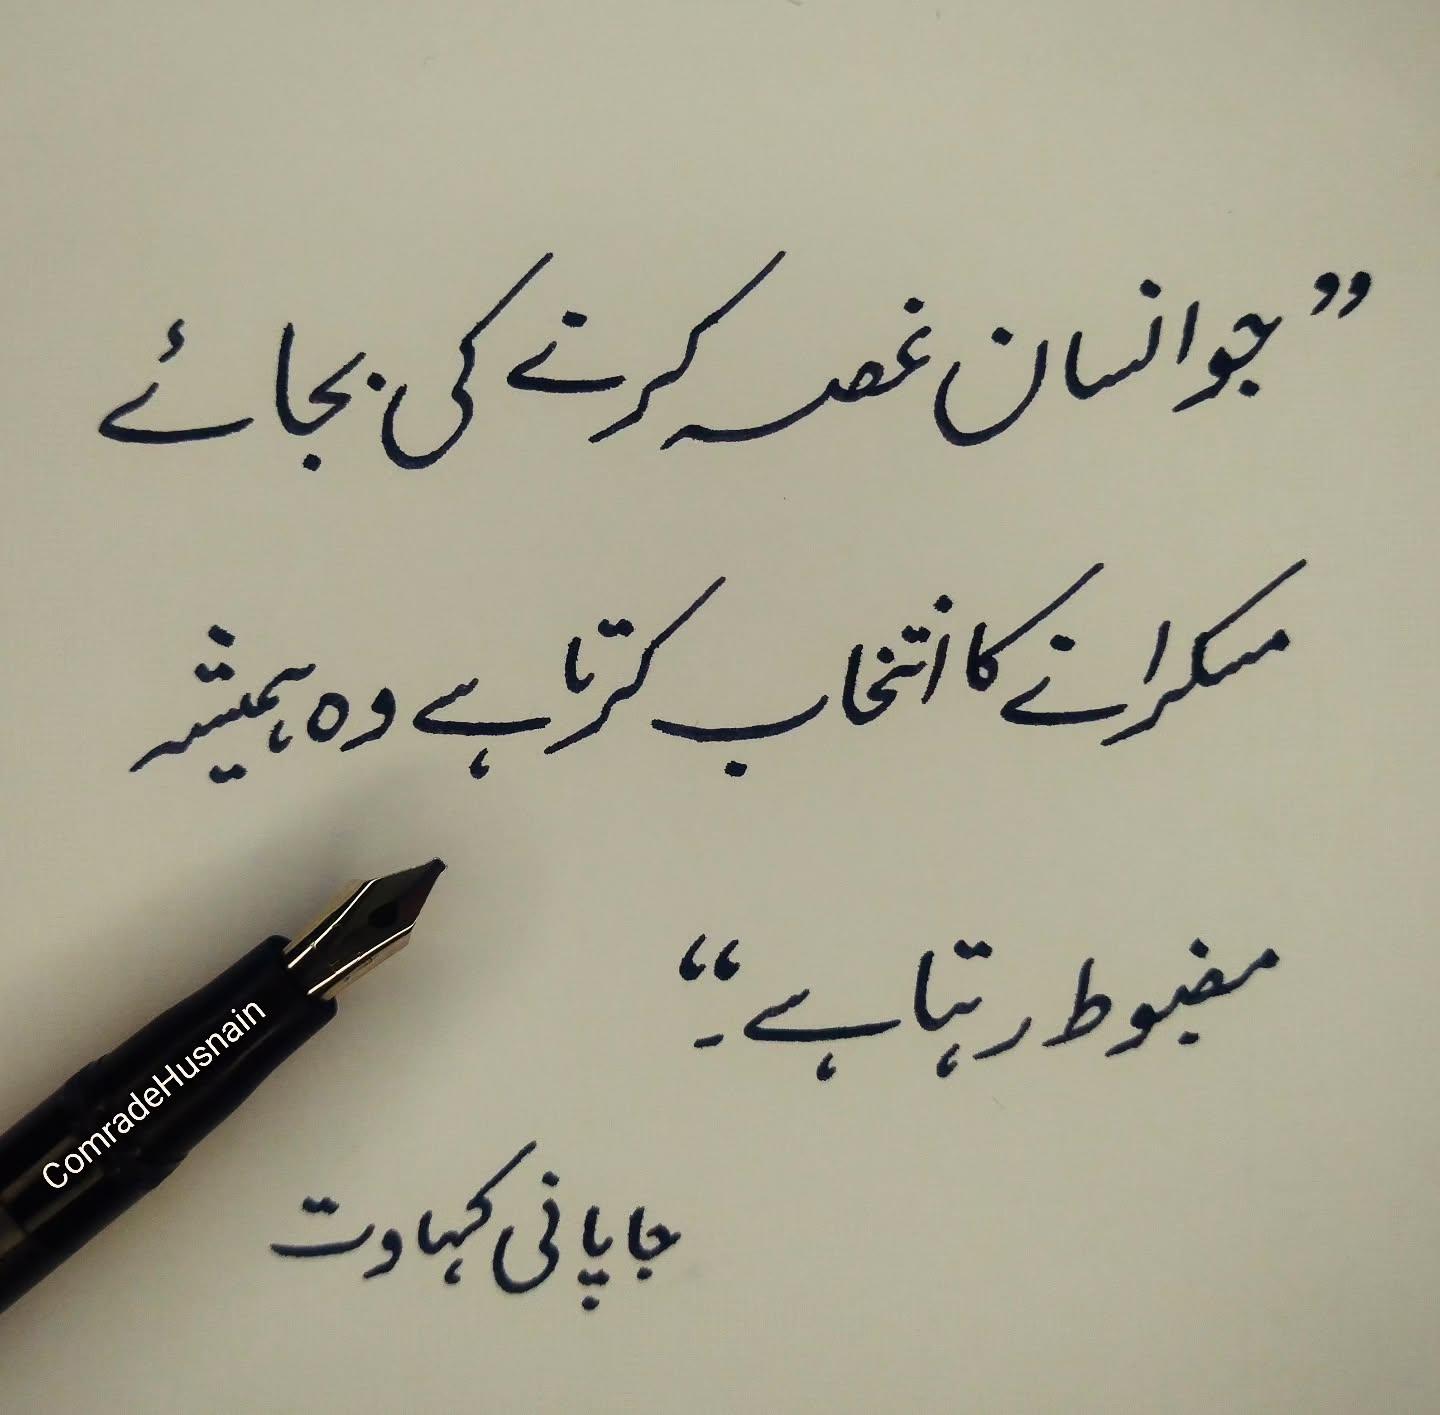 ”جو انسان غصہ کرنے کی بجائے
مسکرانے کا انتخاب کرتا ہے وہ ہمیشہ
مضبوط رہتا ہے۔“
جاپانی کہاوت
ComradeHusnain